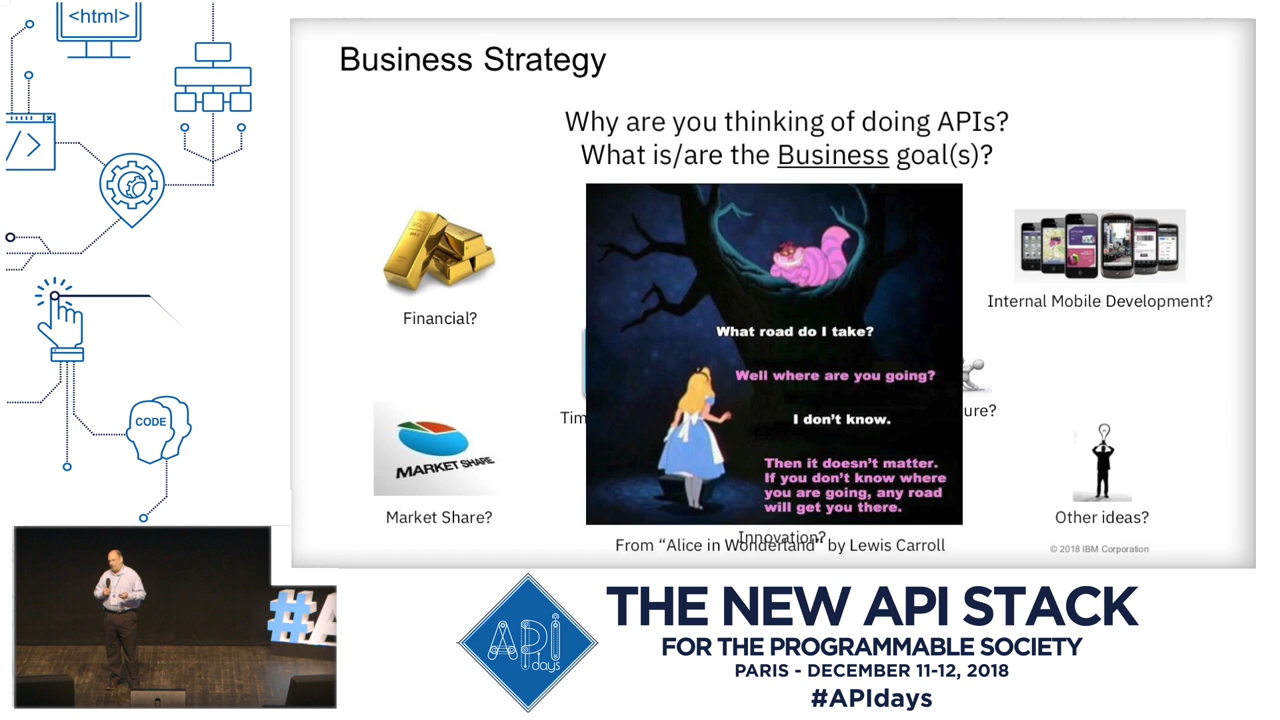 <html>
Business Strategy
Why are you thinking of doing APIs?
What is/are the Business goal(s)?
Financial?
What road do I take?
Well where are you going?
I don't know.
Then it doesn't matter.
If you don't know where
you are going, any road
will get you there.
Internal Mobile Development?
Tim
ure?
MARKET SHARE
Market Share?
Other ideas?
Innovation?
From “Alice in Wonderland” by Lewis Carroll
© 2018 IBM Corporation
</>
CODE
#A
API
days
THE NEW API STACK
FOR THE PROGRAMMABLE SOCIETY
PARIS - DECEMBER 11-12, 2018
#APIdays